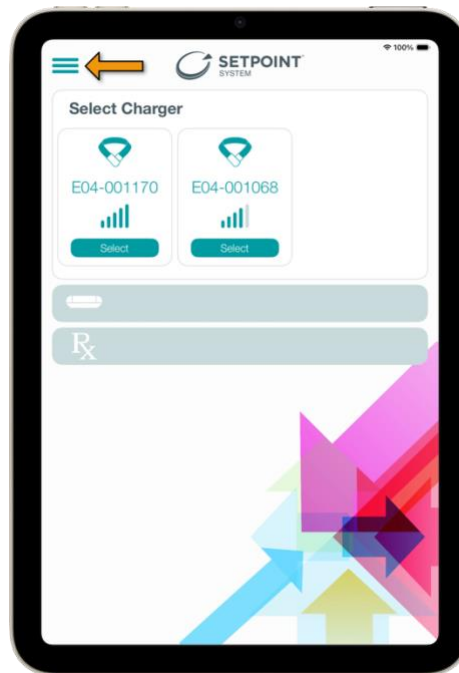 100%
SETPOINT
SYSTEM
Select Charger
E04-001170
E04-001068
Select
Select
Rx